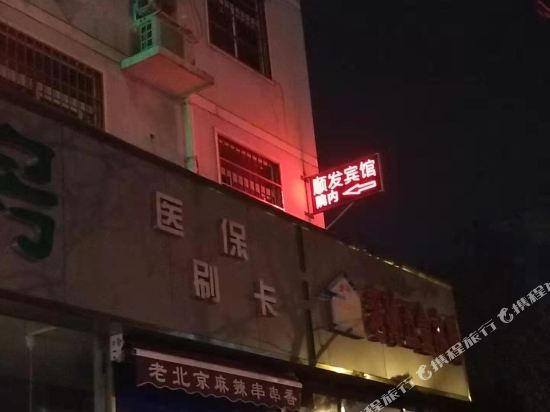 顺发宾馆
院内
医保
刷卡
老北京麻辣串串香
携程旅行
携程旅行